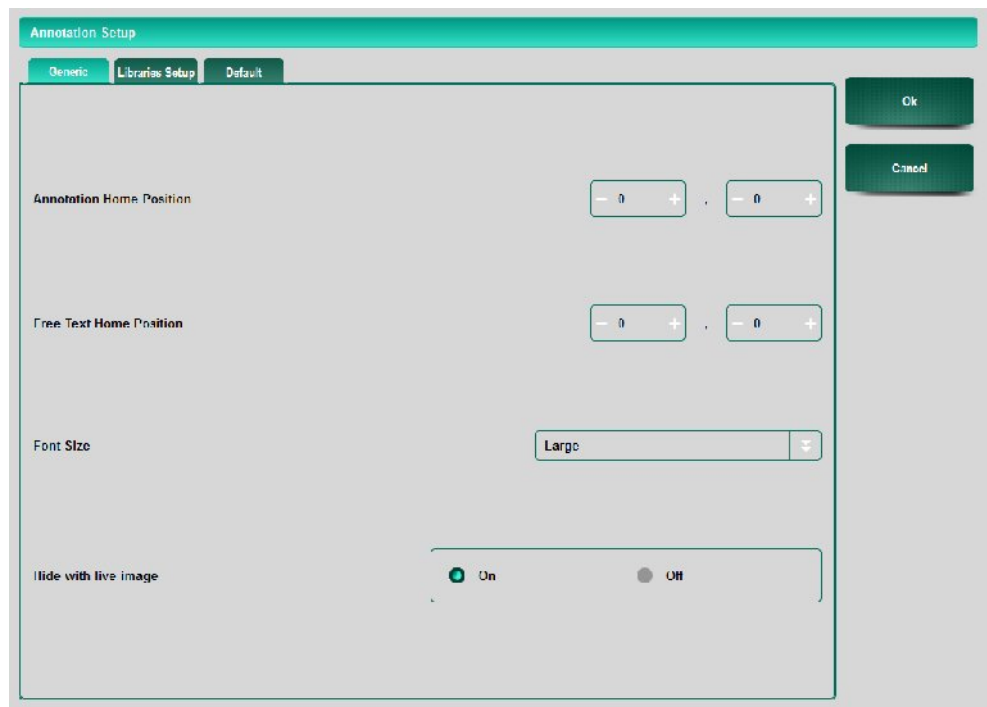 Annotation Setup
Generic Libraries Setup Default
Ok
Cancel
Annotation Home Position - 0 + , - 0 +
Free Text Home Position - 0 + , - 0 +
Font Size Large
Hide with live image On Off